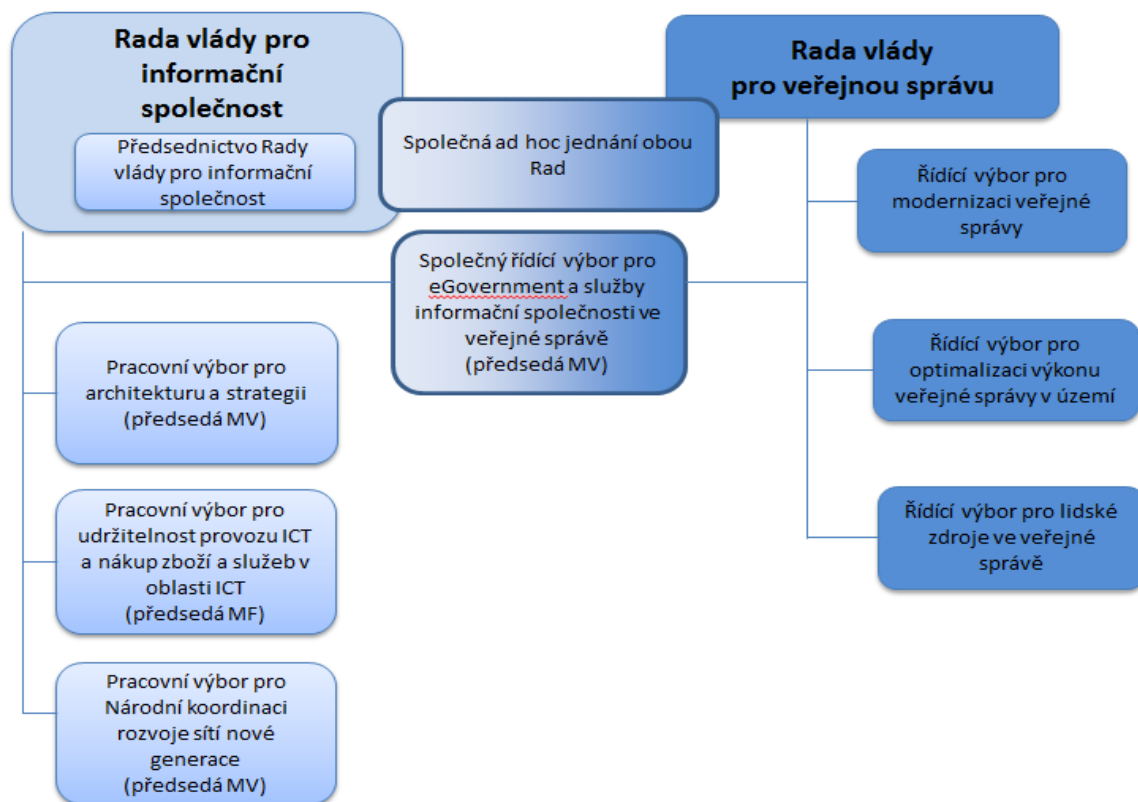 Rada vlády pro
informační
společnost
Předsednictvo Rady
vlády pro informační
společnost
Společná ad hoc jednání obou
Rad
Rada vlády
pro veřejnou správu
Společný řídící výbor pro
eGovernment a služby
informační společnosti ve
veřejné správě
(předsedá MV)
Pracovní výbor pro
architekturu a strategii
(předsedá MV)
Pracovní výbor pro
udržitelnost provozu ICT
a nákup zboží a služeb v
oblasti ICT
(předsedá MF)
Pracovní výbor pro
Národní koordinaci
rozvoje sítí nové
generace
(předsedá MV)
Řídící výbor pro
modernizaci veřejné
správy
Řídící výbor pro
optimalizaci výkonu
veřejné správy v území
Řídící výbor pro lidské
zdroje ve veřejné
správě